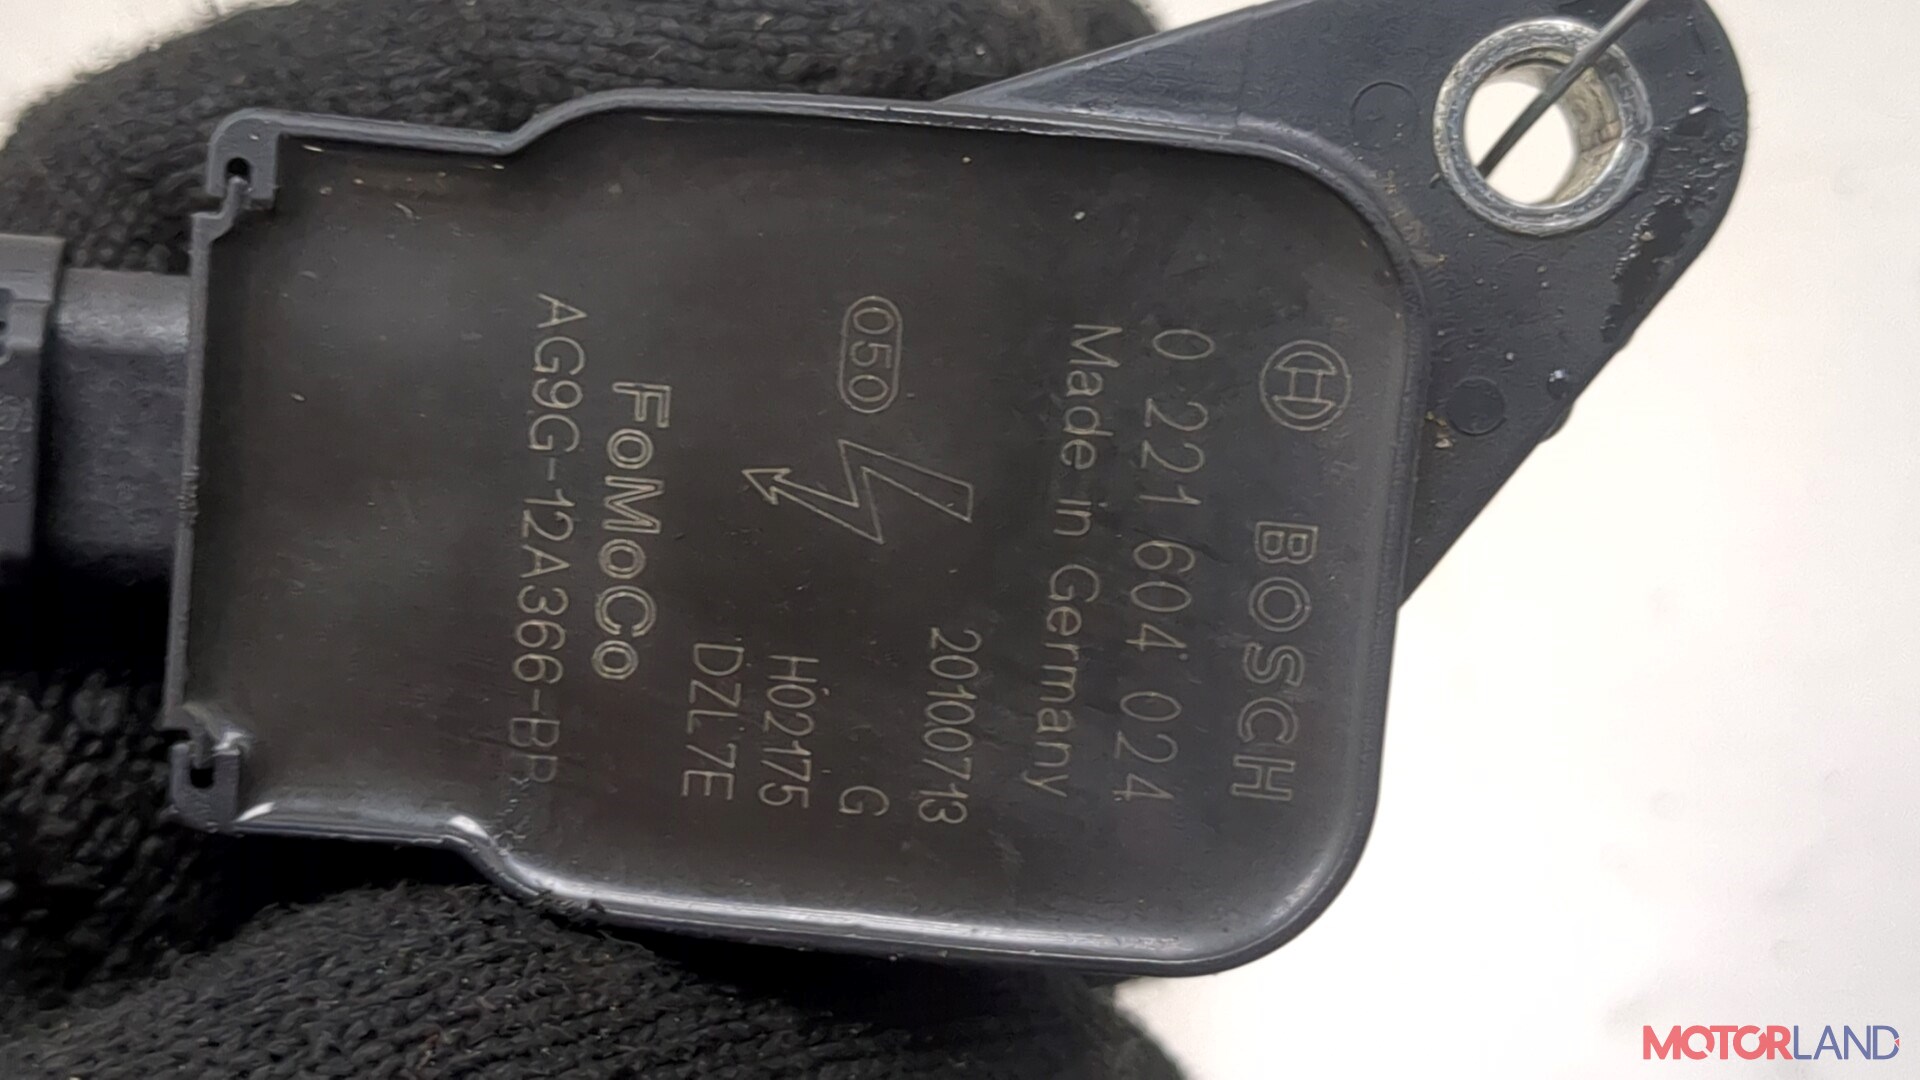 BOSCH
0 221 604 024
Made in Germany
20100713
050
G
H02175
DZL7E
FoMoCo
AG9G-12A366-BB
MOTORLAND